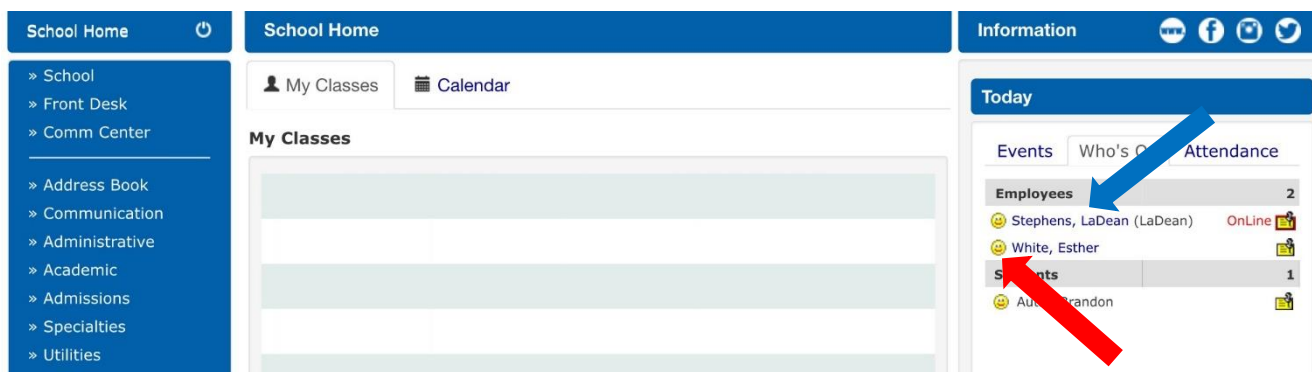 School Home
» School
» Front Desk
» Comm Center
» Address Book
» Communication
» Administrative
» Academic
» Admissions
» Specialties
» Utilities
School Home
My Classes Calendar
My Classes
Information
Today
Events Who's Attendance
Employees 2
Stephens, LaDean (LaDean) OnLine
White, Esther
1
Brandon